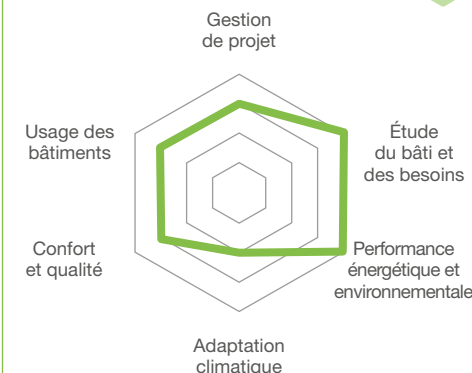 Gestion
de projet
Usage des
bâtiments
Étude
du bâti et
des besoins
Confort
et qualité
Performance
énergétique et
environnementale
Adaptation
climatique